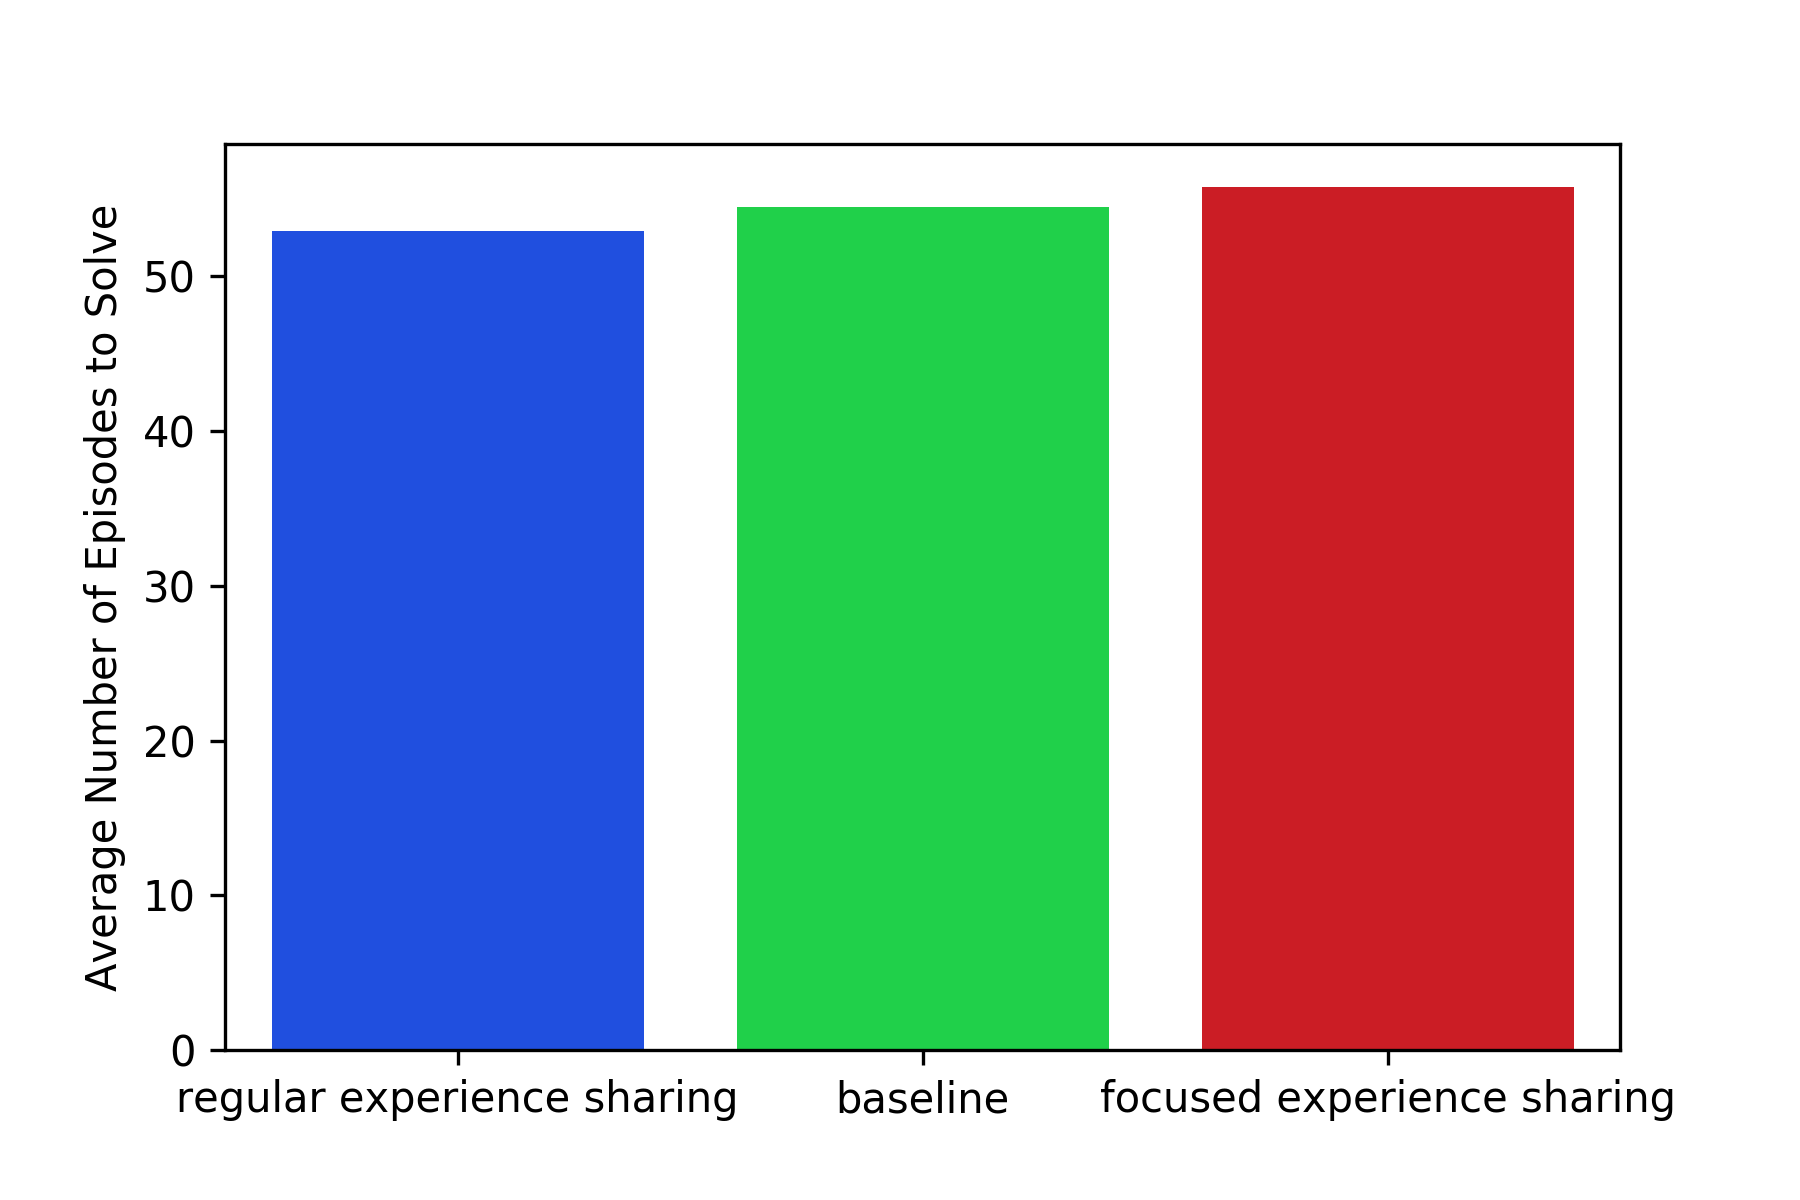 Average Number of Episodes to Solve
50
40
30
20
10
0
regular experience sharing
baseline
focused experience sharing